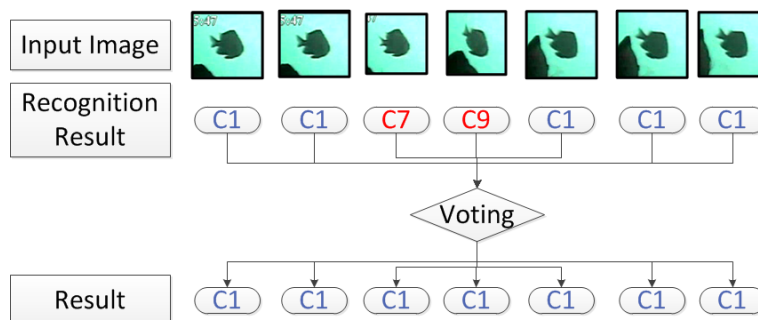 Input Image
Recognition
Result
C1 C1 C7 C9 C1 C1 C1
Voting
Result
C1 C1 C1 C1 C1 C1 C1